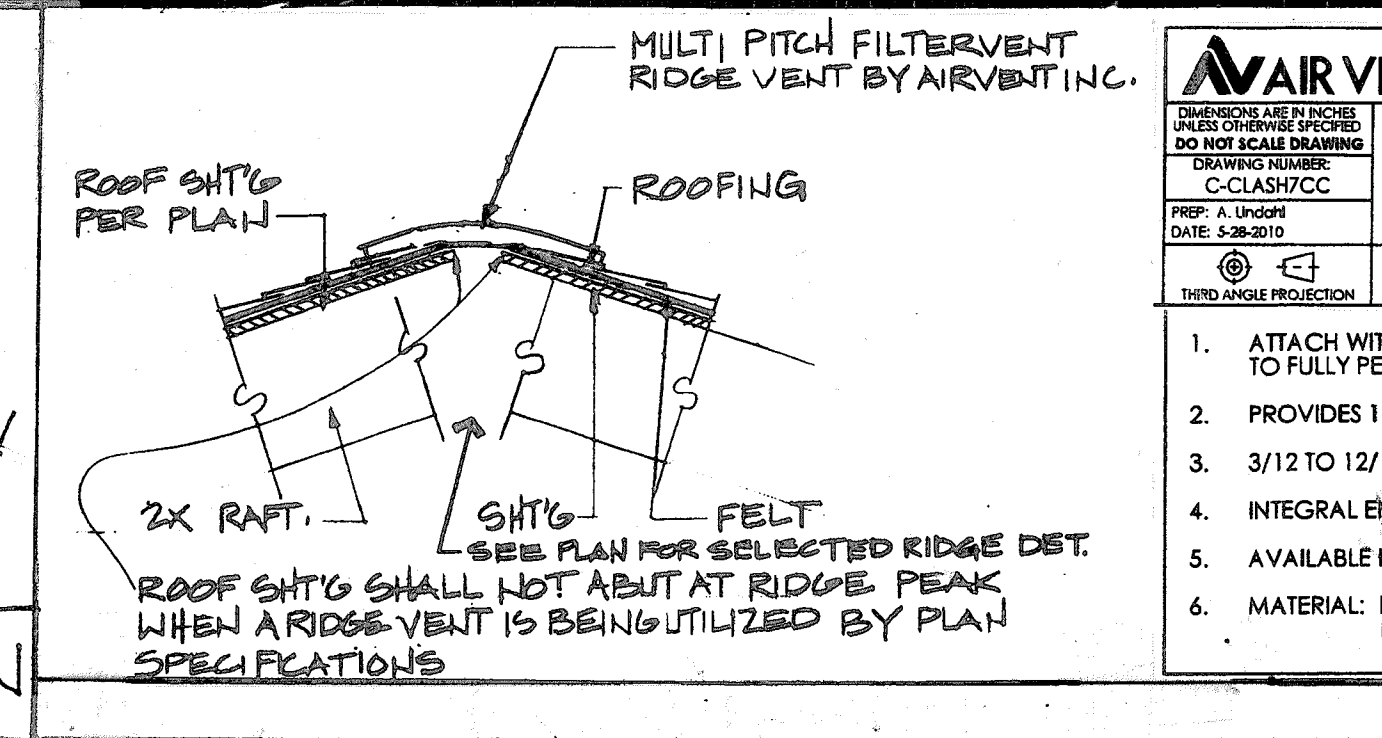 MULTI PITCH FILTERVENT
RIDGE VENT BY AIRVENT INC.
ROOF SHT'G
PER PLAN
ROOFING
2X RAFT.
SHT'G
FELT
SEE PLAN FOR SELECTED RIDGE DET.
ROOF SHT'G SHALL NOT ABUT AT RIDGE PEAK
WHEN A RIDGE VENT IS BEING UTILIZED BY PLAN
SPECIFICATIONS
AIR
DIMENSIONS ARE IN INCHES
UNLESS OTHERWISE SPECIFIED
DO NOT SCALE DRAWING
DRAWING NUMBER:
C-CLASH7CC
PREP: A. Lindahl
DATE: 5-28-2010
THIRD ANGLE PROJECTION
1. ATTACH
TO FULLY
2. PROVIDES 1
3. 3/12 TO 12/
4. INTEGRAL
5. AVAILABLE
6. MATERIAL: